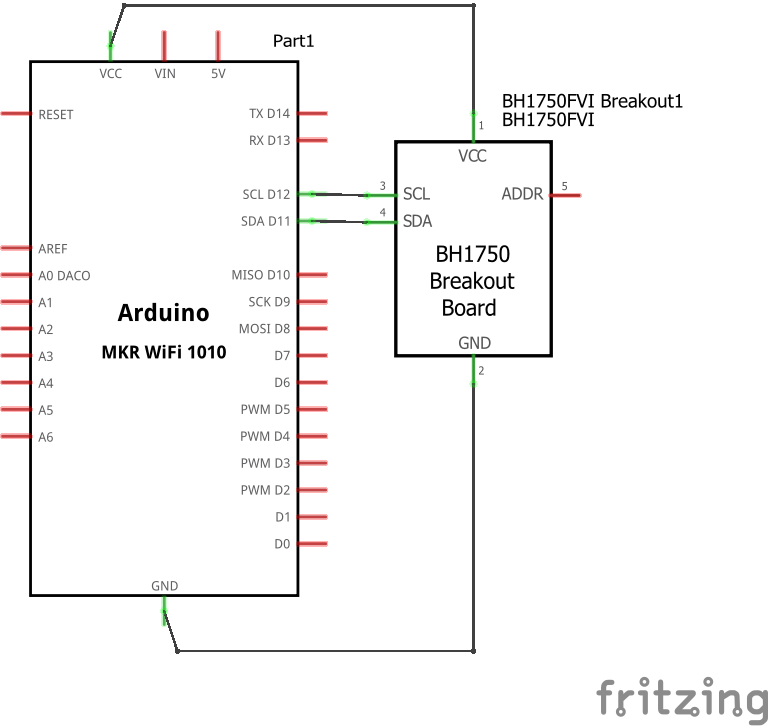 Part1
VCC
VIN
5V
RESET
TX D14
RX D13
SCL D12
SDA D11
AREF
A0 DAC0
A1
A2
A3
A4
A5
A6
MISO D10
SCK D9
MOSI D8
D7
D6
PWM D5
PWM D4
PWM D3
PWM D2
D1
D0
Arduino
MKR WiFi 1010
GND
BH1750FVI Breakout1
BH1750FVI
1
VCC
3
SCL
4
SDA
ADDR
5
BH1750
Breakout
Board
GND
2
fritzing